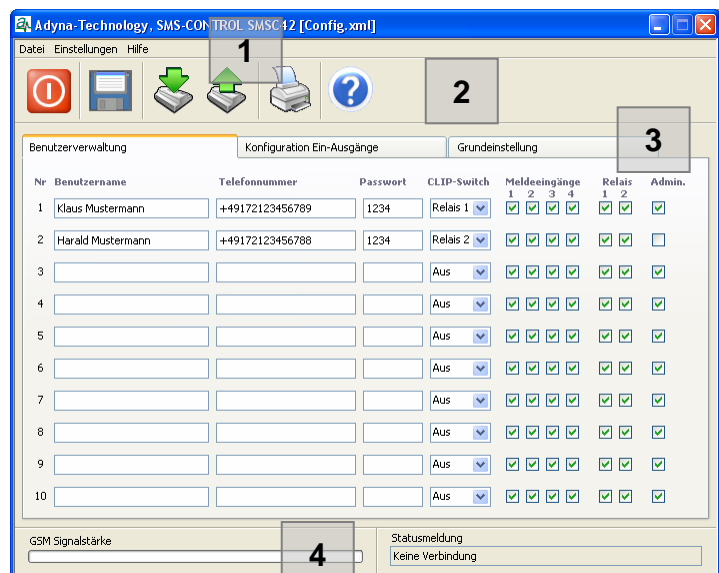 Adyna-Technology, SMS-CONTROL SMSC42 [Config.xml]
1
Datei Einstellungen Hilfe
2
3
Benutzerverwaltung Konfiguration Ein-Ausgänge Grundeinstellung
Nr Benutzername Telefonnummer Passwort CLIP-Switch Meldeeingänge Relais Admin.
1 2 3 4 1 2
1 Klaus Mustermann +49172123456789 1234 Relais 1
2 Harald Mustermann +49172123456788 1234 Relais 2
3 Aus
4 Aus
5 Aus
6 Aus
7 Aus
8 Aus
9 Aus
10 Aus
GSM Signalstärke Statusmeldung
4 Keine Verbindung